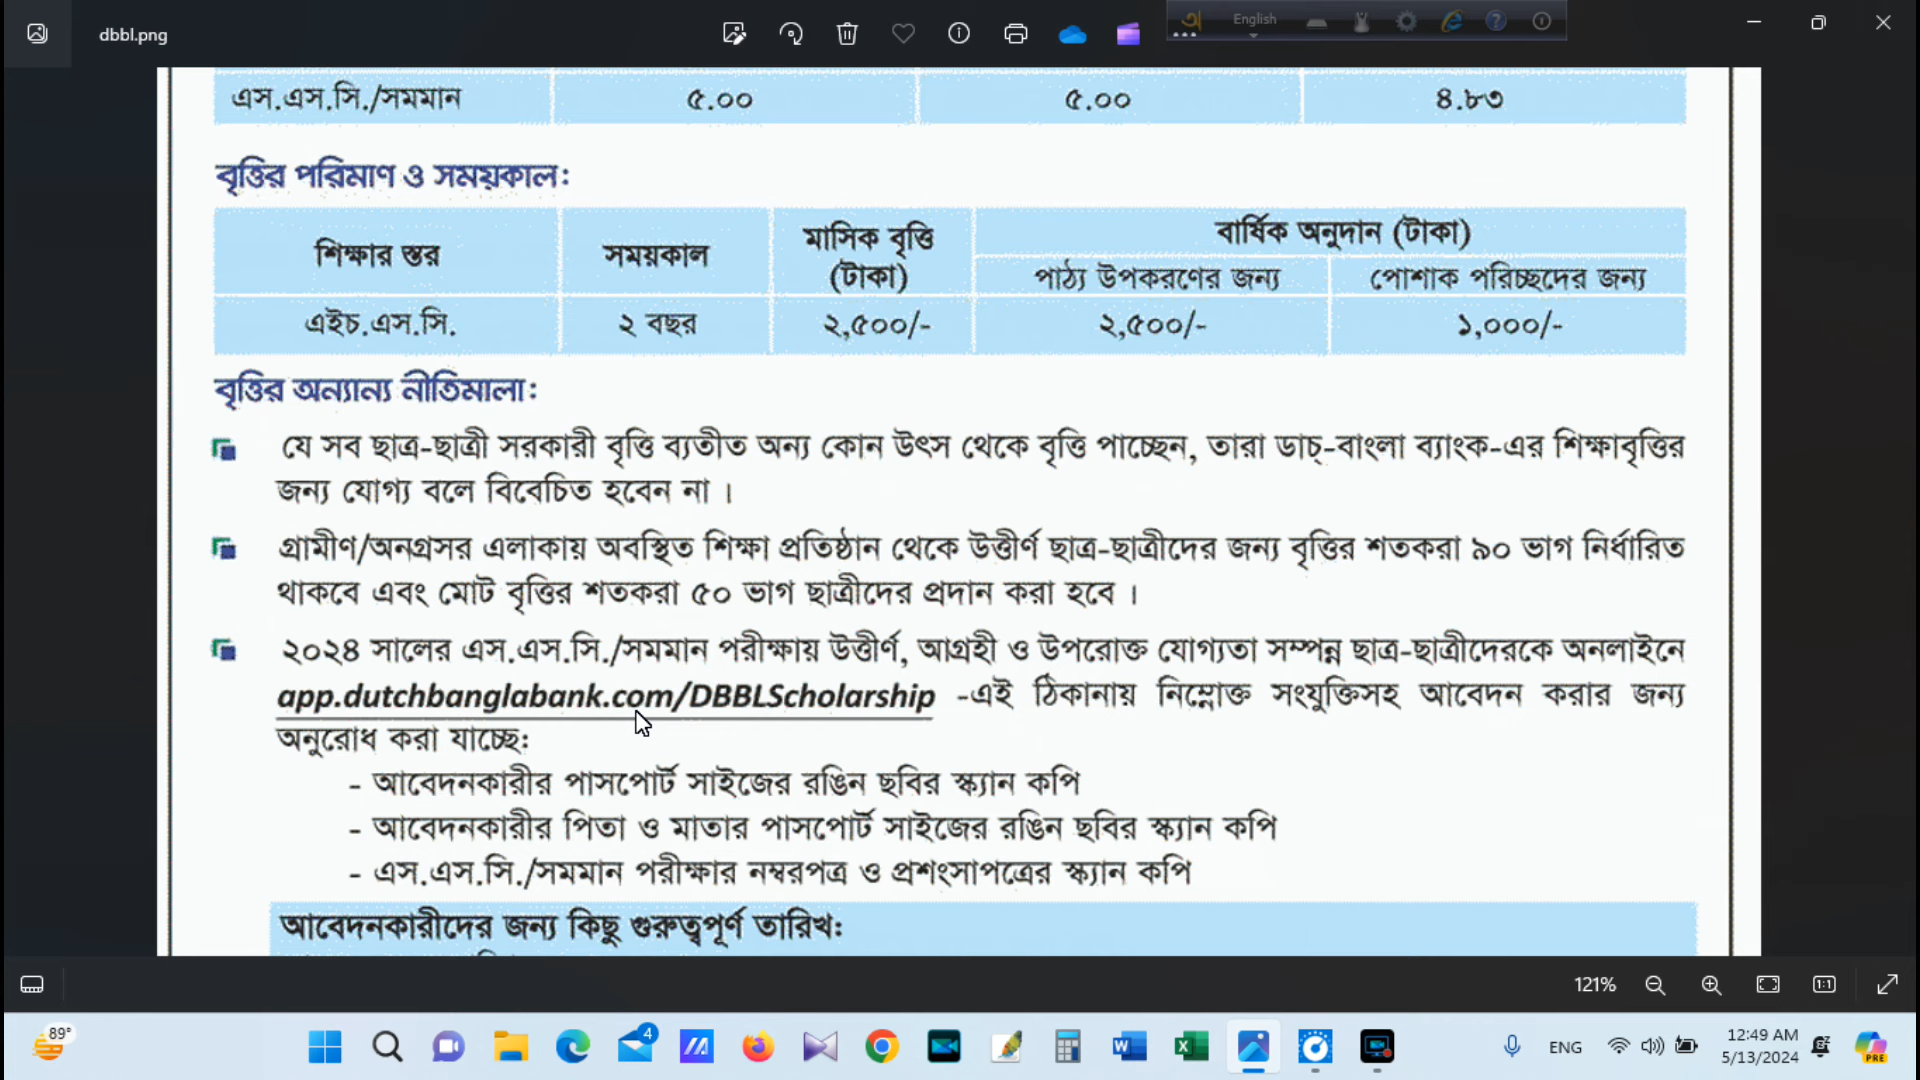 dbbl.png
English
এস.এস.সি./সমমান ৫.০০ ৫.০০ ৪.৮৩
বৃত্তির পরিমাণ ও সময়কাল:
শিক্ষার স্তর সময়কাল মাসিক বৃত্তি (টাকা) বার্ষিক অনুদান (টাকা)
পাঠ্য উপকরণের জন্য পোশাক পরিচ্ছদের জন্য
এইচ.এস.সি. ২ বছর ২,৫০০/- ২,৫০০/- ১,০০০/-
বৃত্তির অন্যান্য নীতিমালা:
যে সব ছাত্র-ছাত্রী সরকারী বৃত্তি ব্যতীত অন্য কোন উৎস থেকে বৃত্তি পাচ্ছেন, তারা ডাচ্-বাংলা ব্যাংক-এর শিক্ষাবৃত্তির
জন্য যোগ্য বলে বিবেচিত হবেন না ।
গ্রামীণ/অনগ্রসর এলাকায় অবস্থিত শিক্ষা প্রতিষ্ঠান থেকে উত্তীর্ণ ছাত্র-ছাত্রীদের জন্য বৃত্তির শতকরা ৯০ ভাগ নির্ধারিত
থাকবে এবং মোট বৃত্তির শতকরা ৫০ ভাগ ছাত্রীদের প্রদান করা হবে ।
২০২৪ সালের এস.এস.সি./সমমান পরীক্ষায় উত্তীর্ণ, আগ্রহী ও উপরোক্ত যোগ্যতা সম্পন্ন ছাত্র-ছাত্রীদেরকে অনলাইনে
app.dutchbanglabank.com/DBBLScholarship -এই ঠিকানায় নিম্নোক্ত সংযুক্তিসহ আবেদন করার জন্য
অনুরোধ করা যাচ্ছে:
- আবেদনকারীর পাসপোর্ট সাইজের রঙিন ছবির স্ক্যান কপি
- আবেদনকারীর পিতা ও মাতার পাসপোর্ট সাইজের রঙিন ছবির স্ক্যান কপি
- এস.এস.সি./সমমান পরীক্ষার নম্বরপত্র ও প্রশংসাপত্রের স্ক্যান কপি
আবেদনকারীদের জন্য কিছু গুরুত্বপূর্ণ তারিখ:
121%
89°
4
ENG
12:49 AM
5/13/2024
PRE